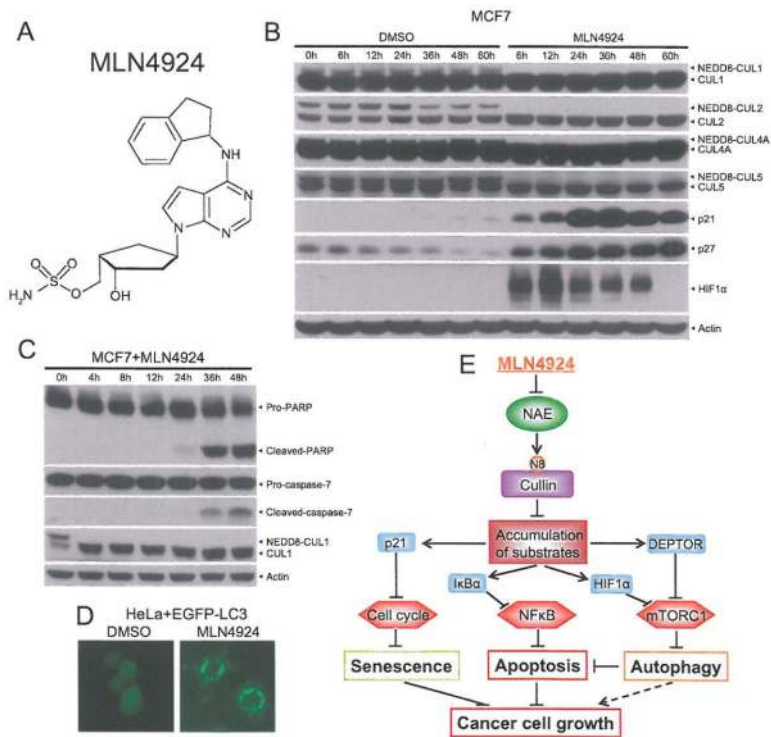 A
MLN4924
NH
N
N
N
O O
S
H₂N
O
OH
B
MCF7
DMSO MLN4924
0h 6h 12h 24h 36h 48h 60h 6h 12h 24h 36h 48h 60h
NEDD8-CUL1
CUL1
NEDD8-CUL2
CUL2
NEDD8-CUL4A
CUL4A
NEDD8-CUL5
CUL5
p21
p27
HIF1α
Actin
C
MCF7+MLN4924
0h 4h 8h 12h 24h 36h 48h
Pro-PARP
Cleaved-PARP
Pro-caspase-7
Cleaved-caspase-7
NEDD8-CUL1
CUL1
Actin
D
HeLa+EGFP-LC3
DMSO MLN4924
E
MLN4924
NAE
N8
Cullin
p21 Accumulation of substrates DEPTOR
IκBα HIF1α
Cell cycle NFκB mTORC1
Senescence Apoptosis Autophagy
Cancer cell growth